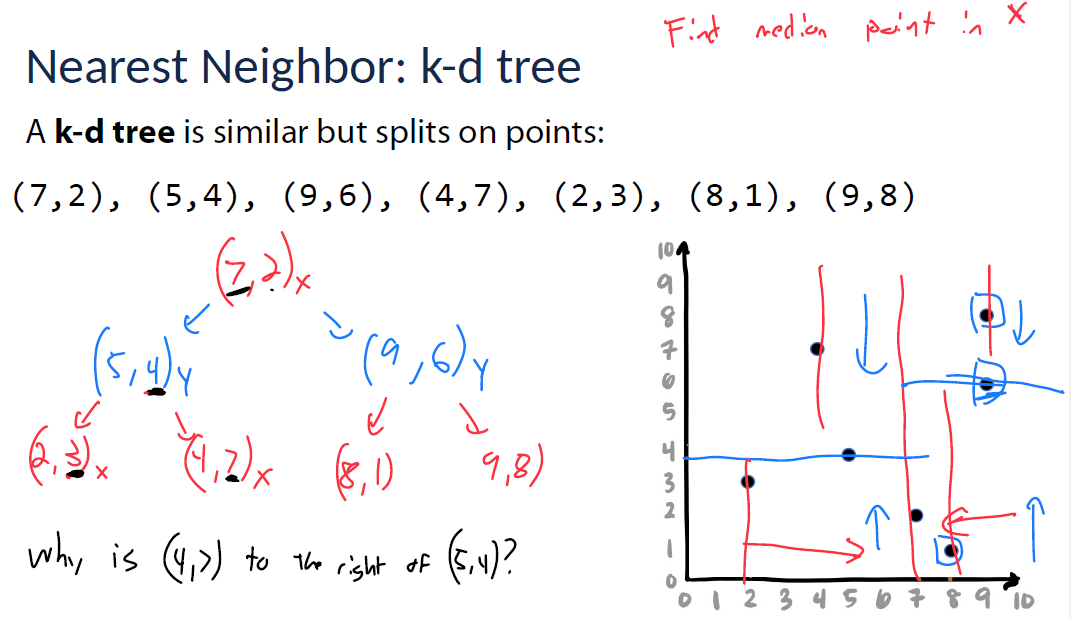 Find median point in X
Nearest Neighbor: k-d tree
A k-d tree is similar but splits on points:
(7,2), (5,4), (9,6), (4,7), (2,3), (8,1), (9,8)
(7,2)x
(5,4)y (9,6)y
(2,3)x (4,7)x (8,1) 9,8)
Why is (4,7) to the right of (5,4)?
10
9
8
7
6
5
4
3
2
1
0
0 1 2 3 4 5 6 7 8 9 10